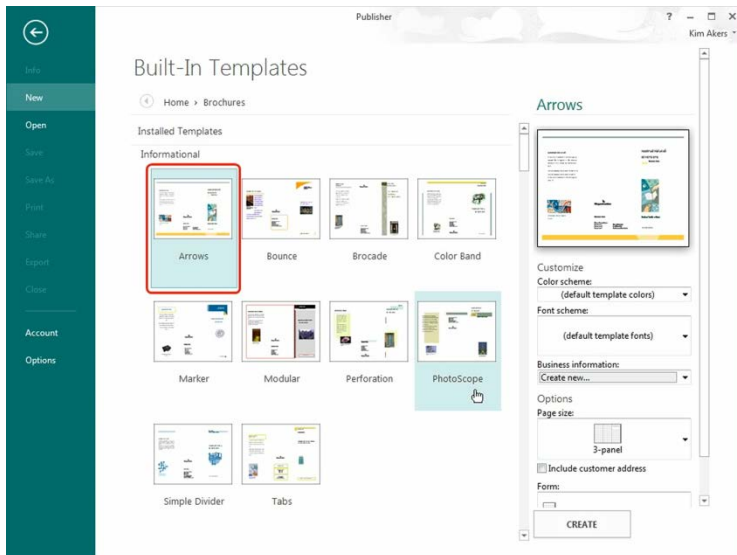 Publisher
?
Kim Akers
Info
New
Open
Save
Save As
Print
Share
Export
Close
Account
Options
Built-In Templates
Home › Brochures
Installed Templates
Informational
Arrows
Bounce
Brocade
Color Band
Marker
Modular
Perforation
PhotoScope
Simple Divider
Tabs
Arrows
Customize
Color scheme:
(default template colors)
Font scheme:
(default template fonts)
Business information:
Create new...
Options
Page size:
3-panel
Include customer address
Form:
CREATE